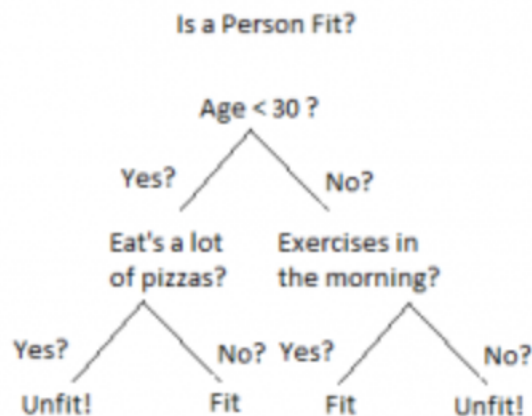 Is a Person Fit?
Age < 30 ?
Yes?
No?
Eat's a lot
of pizzas?
Exercises in
the morning?
Yes?
No?
Yes?
No?
Unfit!
Fit
Fit
Unfit!